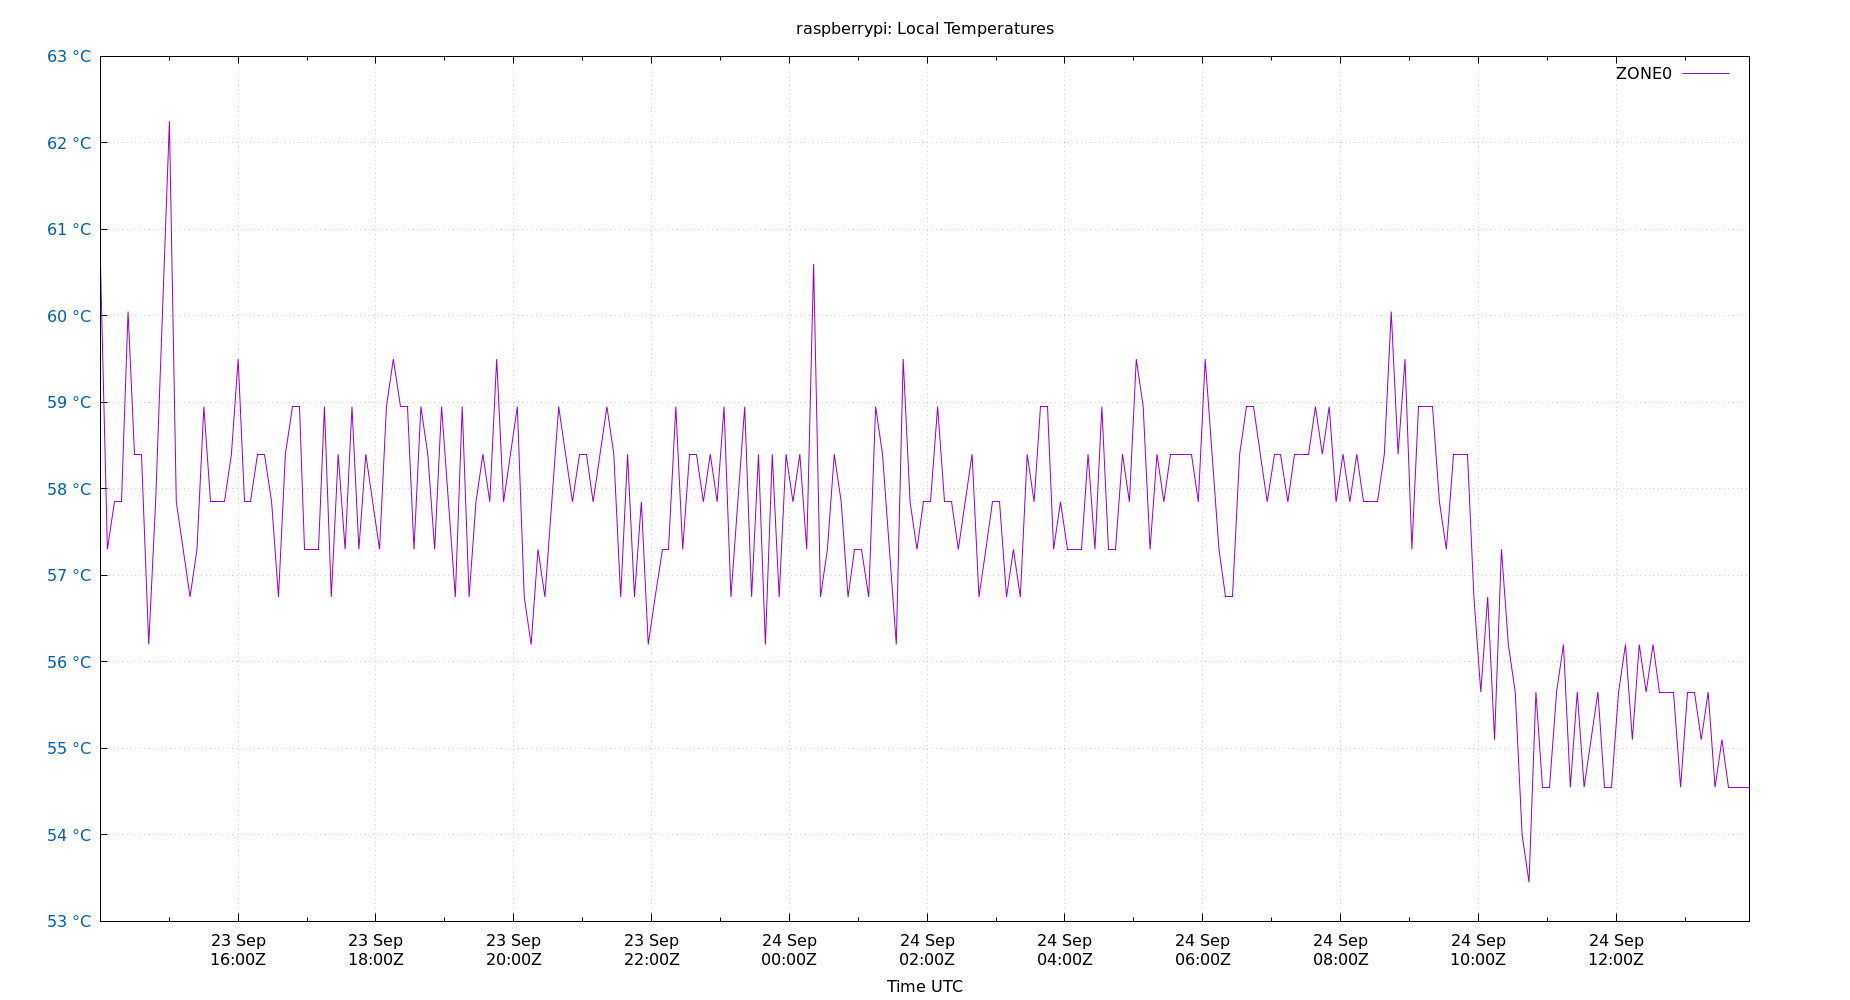 raspberrypi: Local Temperatures
63 °C
ZONE0
62 °C
61 °C
60 °C
59 °C
58 °C
57 °C
56 °C
55 °C
54 °C
53 °C
23 Sep 23 Sep 23 Sep 23 Sep 24 Sep 24 Sep 24 Sep 24 Sep 24 Sep 24 Sep 24 Sep
16:00Z 18:00Z 20:00Z 22:00Z 00:00Z 02:00Z 04:00Z 06:00Z 08:00Z 10:00Z 12:00Z
Time UTC